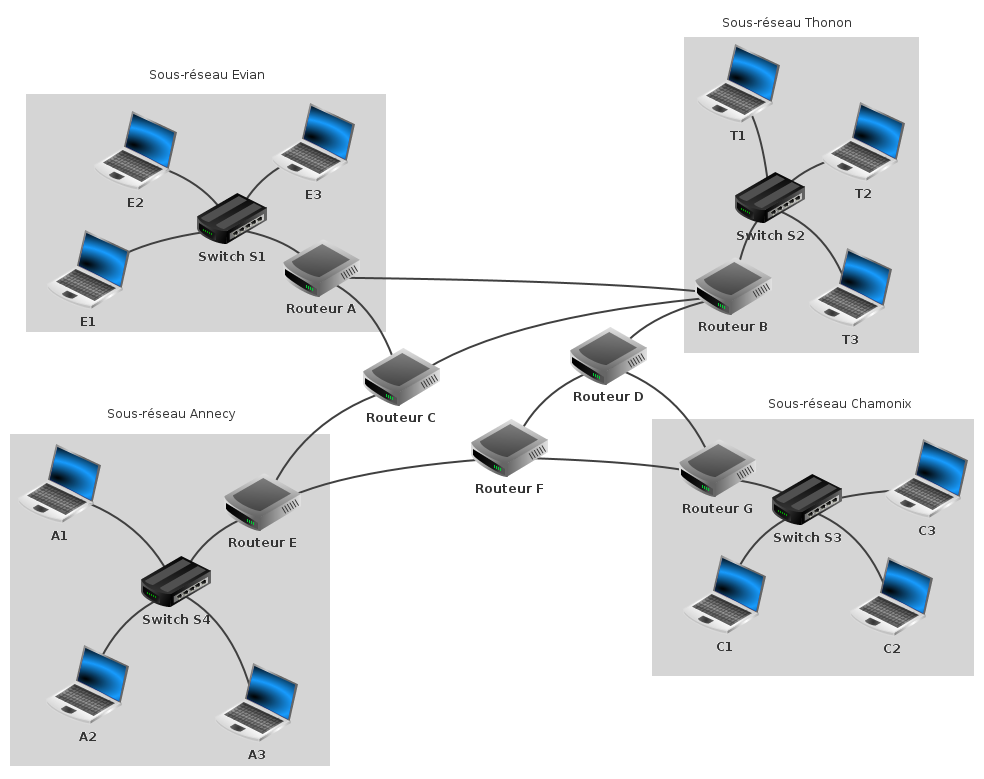 Sous-réseau Thonon
Sous-réseau Evian
T1
E2
E3
T2
Switch S1
Switch S2
Routeur A
E1
Routeur B
T3
Routeur D
Sous-réseau Chamonix
Sous-réseau Annecy
Routeur C
Routeur F
Routeur G
A1
Routeur E
Switch S3
C3
Switch S4
C1
C2
A2
A3